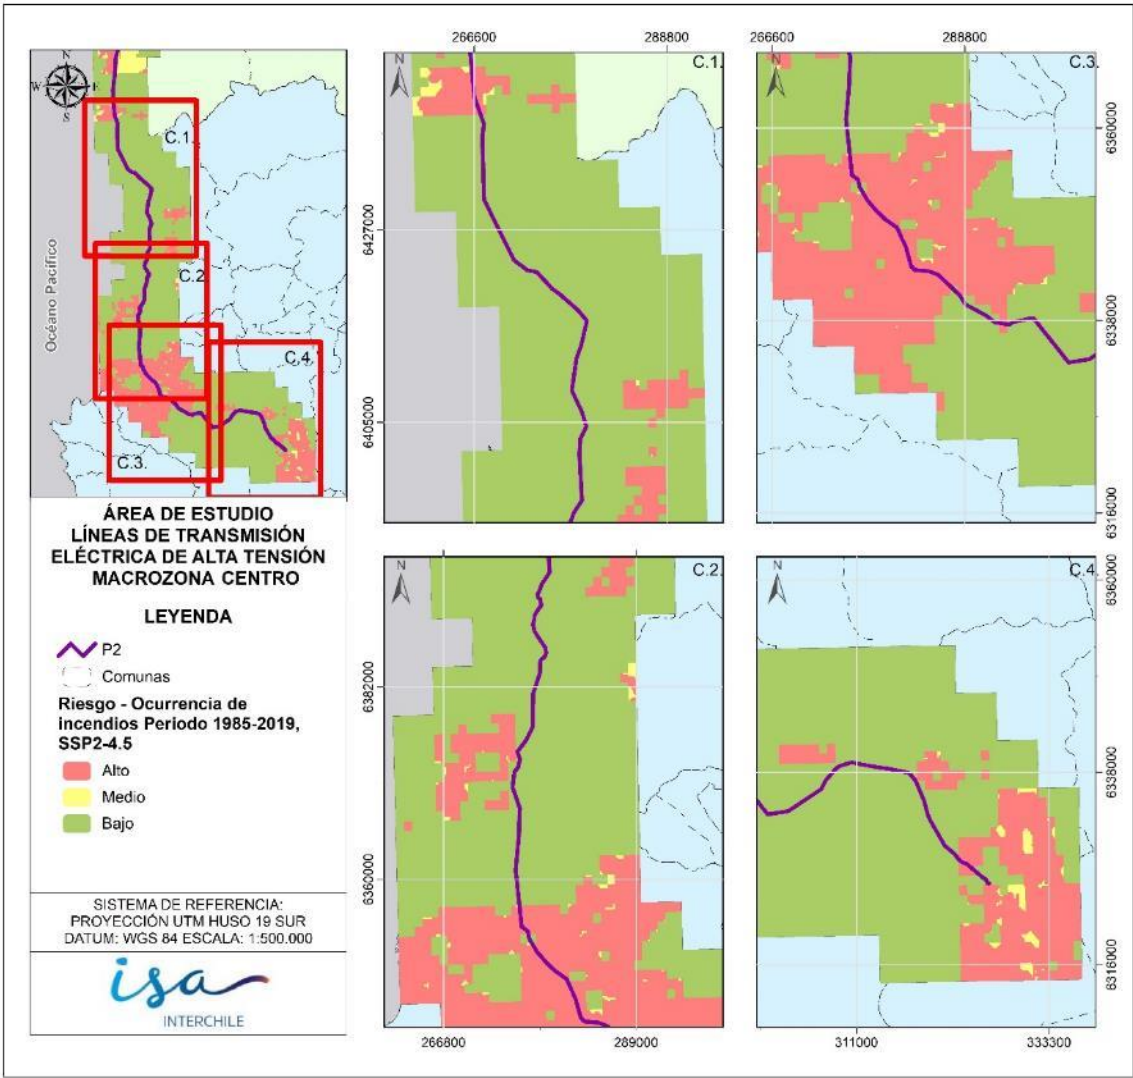 N
W
E
S
C.1.
C.2
C.3.
C.4.
Océano Pacífico
ÁREA DE ESTUDIO
LÍNEAS DE TRANSMISIÓN
ELÉCTRICA DE ALTA TENSIÓN
MACROZONA CENTRO
LEYENDA
P2
Comunas
Riesgo - Ocurrencia de
incendios Periodo 1985-2019,
SSP2-4.5
Alto
Medio
Bajo
SISTEMA DE REFERENCIA:
PROYECCIÓN UTM HUSO 19 SUR
DATUM: WGS 84 ESCALA: 1:500.000
isa
INTERCHILE
266600
288800
N
C.1.
6427000
6405000
266600
288800
N
C.3.
6360000
6338000
6316000
N
C.2.
6382000
6360000
266800
289000
N
C.4.
6360000
6338000
6316000
311000
333300